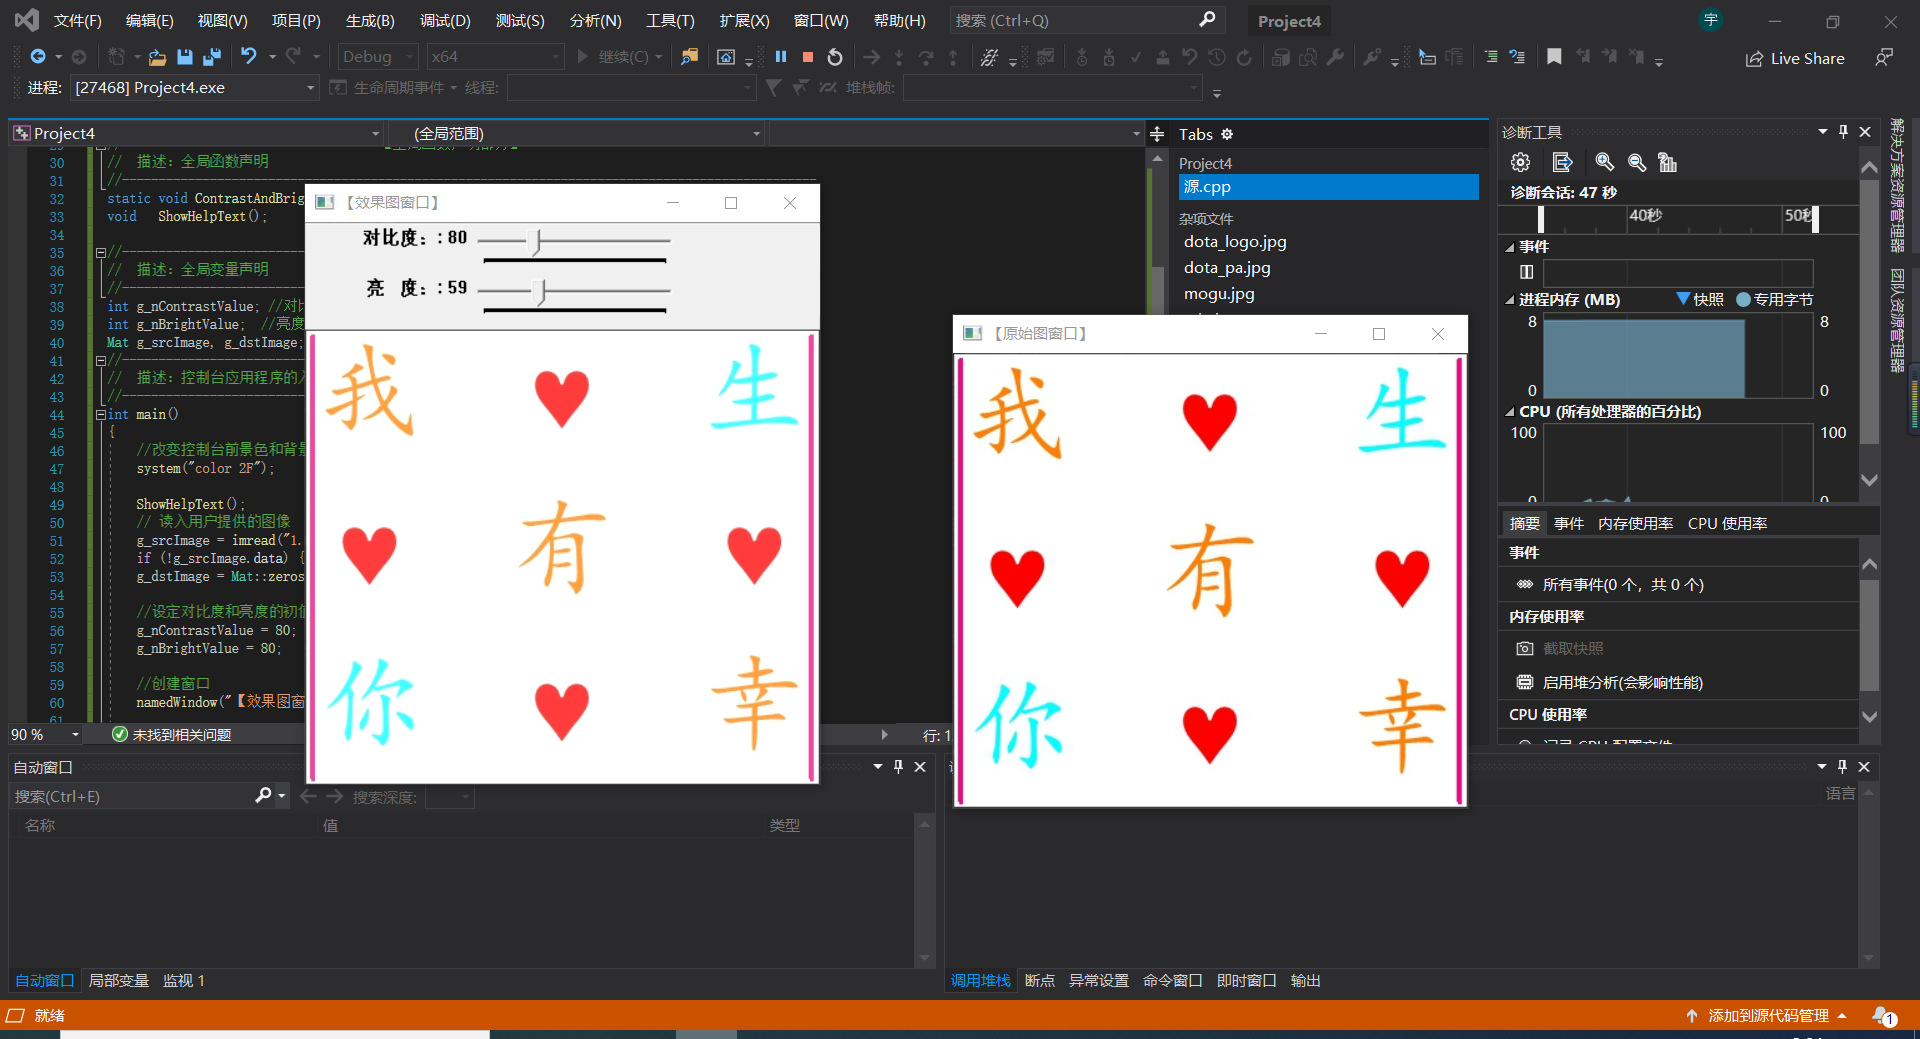 文件(F) 编辑(E) 视图(V) 项目(P) 生成(B) 调试(D) 测试(S) 分析(N) 工具(T) 扩展(X) 窗口(W) 帮助(H) 搜索 (Ctrl+Q) Project4 宇
Debug x64 继续(C) Live Share
进程: [27468] Project4.exe 生命周期事件 线程: 堆栈帧:
Project4 (全局范围)
30 // 描述：全局函数声明
31 //
32 static void ContrastAndBrig
33 void ShowHelpText();
34
35 //
36 // 描述：全局变量声明
37 //
38 int g_nContrastValue; //对比
39 int g_nBrightValue; //亮度
40 Mat g_srcImage, g_dstImage;
41 //
42 // 描述：控制台应用程序的入
43 //
44 int main()
45 {
46 //改变控制台前景色和背景
47 system("color 2F");
48
49 ShowHelpText();
50 // 读入用户提供的图像
51 g_srcImage = imread("1.
52 if (!g_srcImage.data) {
53 g_dstImage = Mat::zeros
54
55 //设定对比度和亮度的初值
56 g_nContrastValue = 80;
57 g_nBrightValue = 80;
58
59 //创建窗口
60 namedWindow("【效果图窗
61
90 % 未找到相关问题 行: 1
【效果图窗口】
对比度：: 80
亮 度：: 59
我 生
有
你 幸
Tabs
Project4
源.cpp
杂项文件
dota_logo.jpg
dota_pa.jpg
mogu.jpg
【原始图窗口】
我 生
有
你 幸
诊断工具
诊断会话: 47 秒
40秒 50秒
事件
进程内存 (MB) 快照 专用字节
8 8
0 0
CPU (所有处理器的百分比)
100 100
0 0
摘要 事件 内存使用率 CPU 使用率
事件
所有事件(0 个，共 0 个)
内存使用率
截取快照
启用堆分析(会影响性能)
CPU 使用率
记录 CPU 配置文件
解决方案资源管理器
团队资源管理器
自动窗口
搜索(Ctrl+E) 搜索深度:
名称 值 类型
自动窗口 局部变量 监视 1
语言
调用堆栈 断点 异常设置 命令窗口 即时窗口 输出
就绪 添加到源代码管理 1